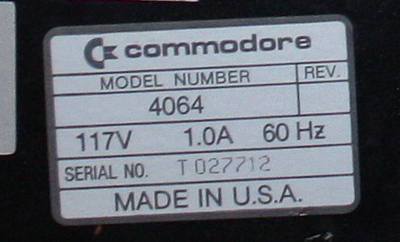 commodore
MODEL NUMBER REV.
4064
117V 1.0A 60 Hz
SERIAL NO. T027712
MADE IN U.S.A.